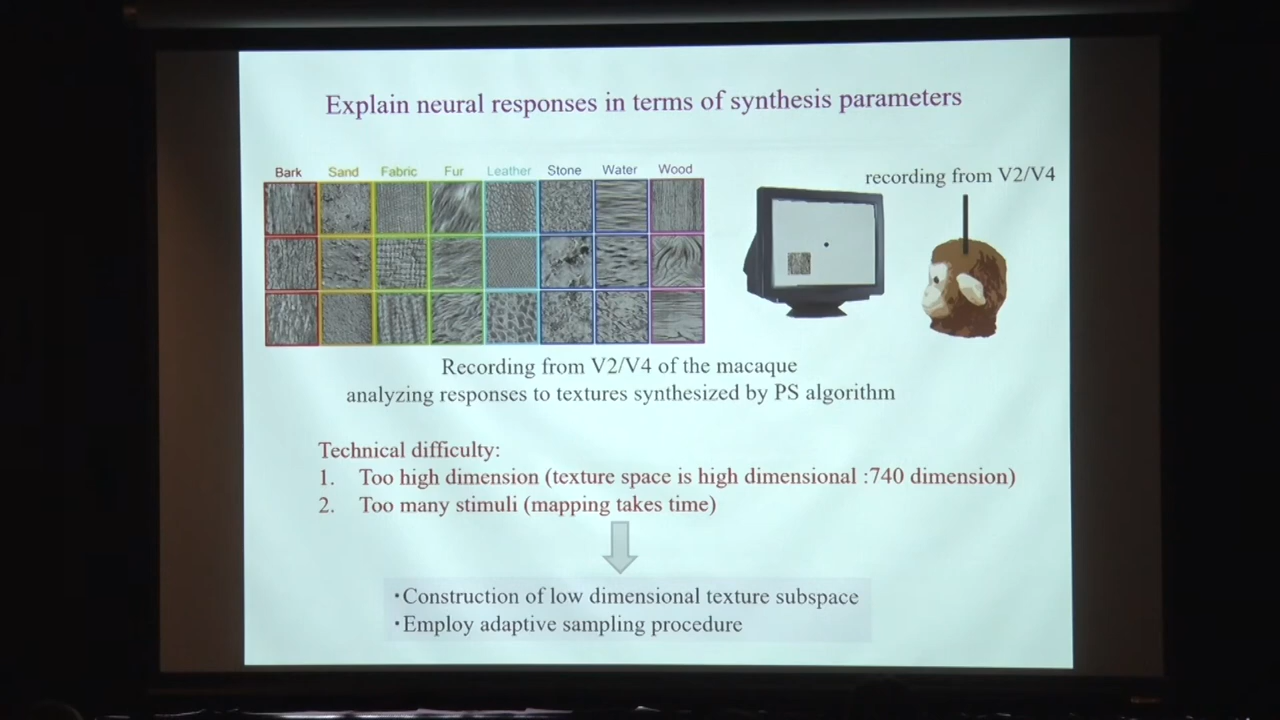 Explain neural responses in terms of synthesis parameters
Bark Sand Fabric Fur Leather Stone Water Wood
recording from V2/V4
Recording from V2/V4 of the macaque
analyzing responses to textures synthesized by PS algorithm
Technical difficulty:
1. Too high dimension (texture space is high dimensional :740 dimension)
2. Too many stimuli (mapping takes time)
・Construction of low dimensional texture subspace
・Employ adaptive sampling procedure